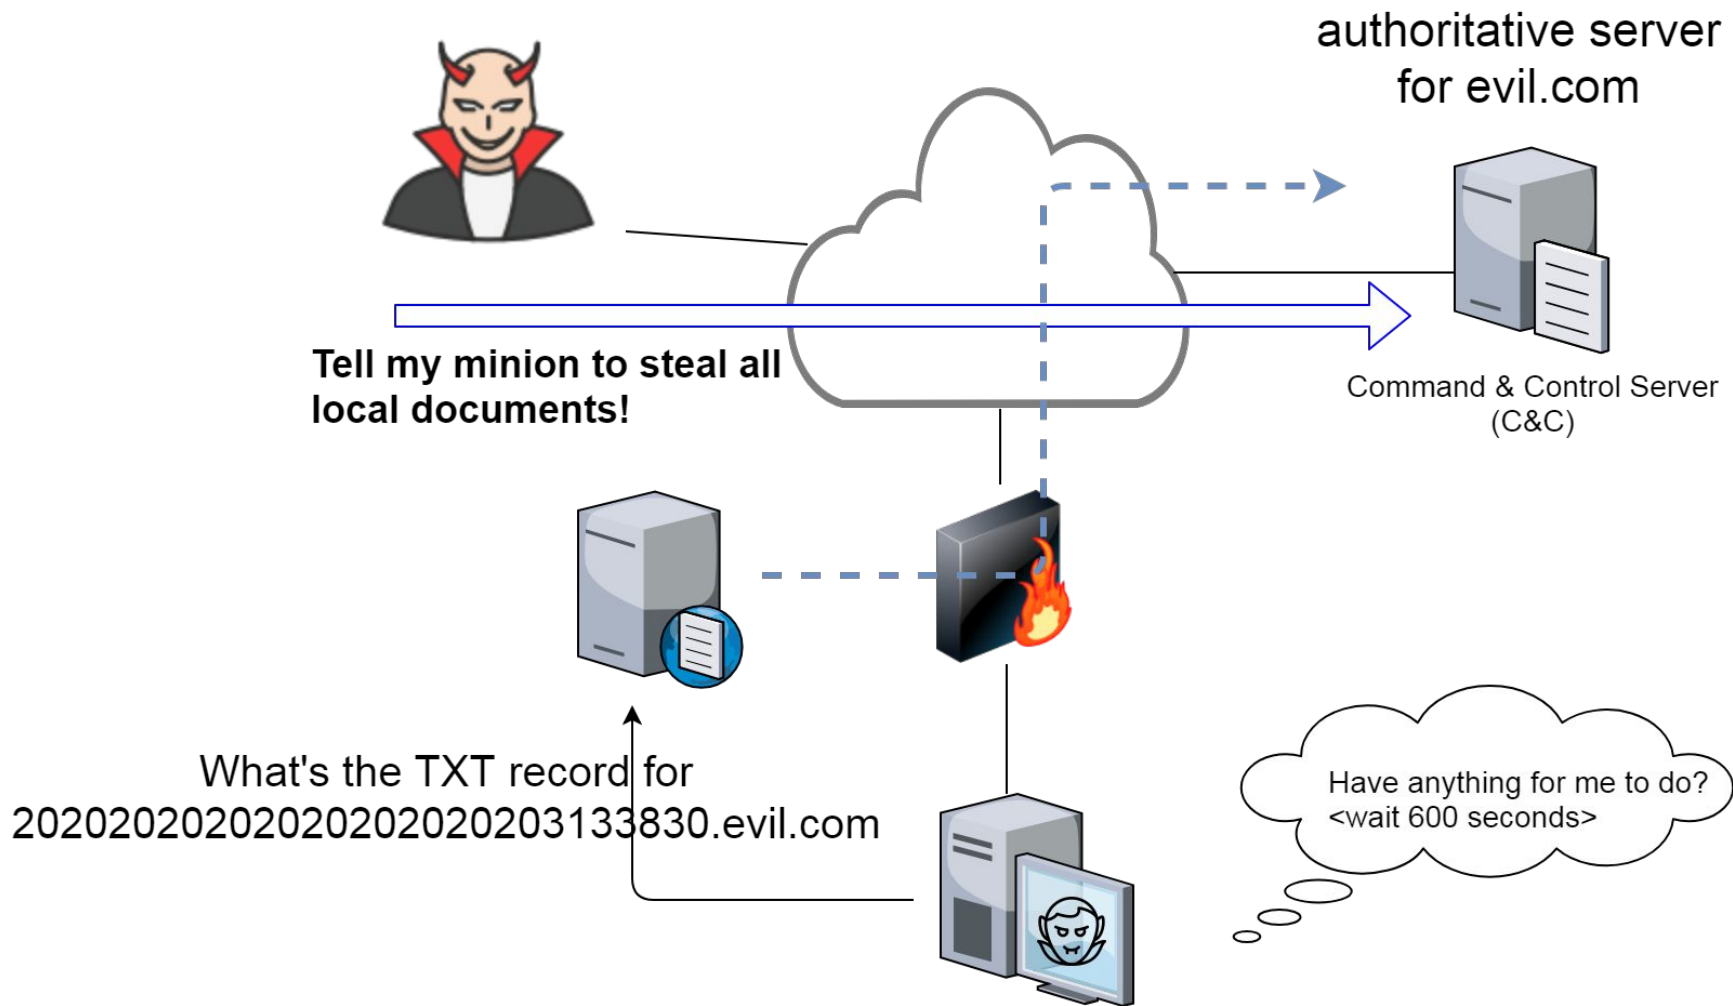 authoritative server
for evil.com
Tell my minion to steal all
local documents!
Command & Control Server
(C&C)
What's the TXT record for
2020202020202020202020203133830.evil.com
Have anything for me to do?
<wait 600 seconds>